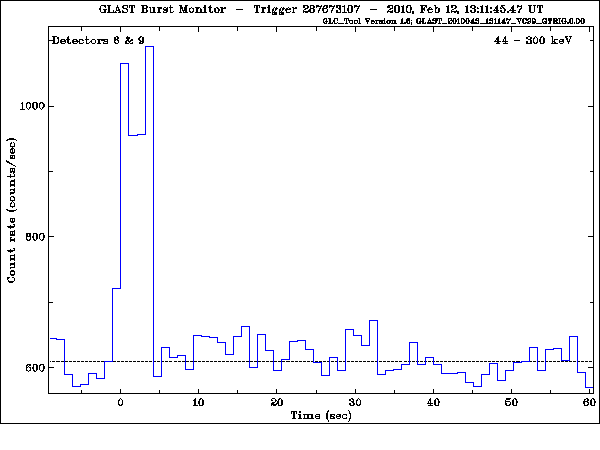 GLAST Burst Monitor - Trigger 287673107 - 2010, Feb 12, 13:11:45.47 UT
GLC_Tool Version 1.6; GLAST_2010043_131147_VC09_GTRIG.0.00
Detectors 6 & 9
44 - 300 keV
1000
800
600
Count rate (counts/sec)
0 10 20 30 40 50 60
Time (sec)